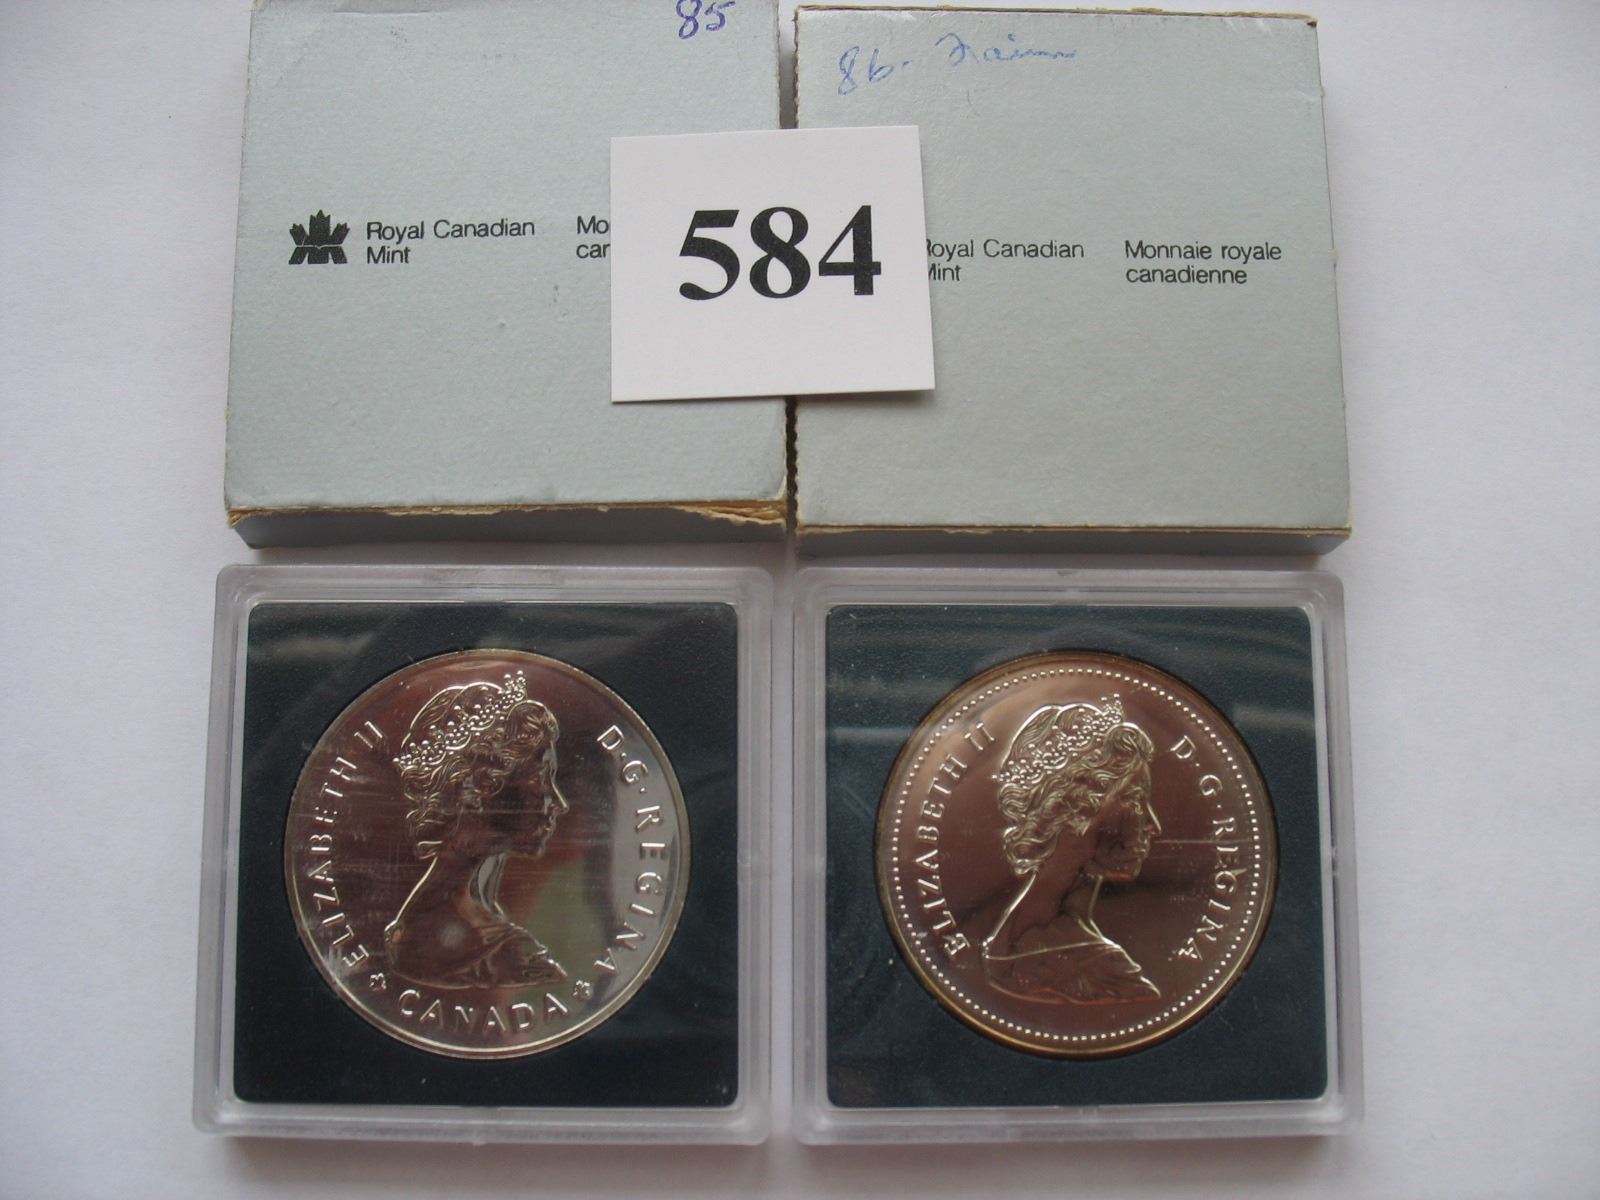 85
86. Train
Royal Canadian
Mint
Mo
can
584
Royal Canadian
Mint
Monnaie royale
canadienne
ELIZABETH II D·G·REGINA
CANADA
ELIZABETH II D·G·REGINA